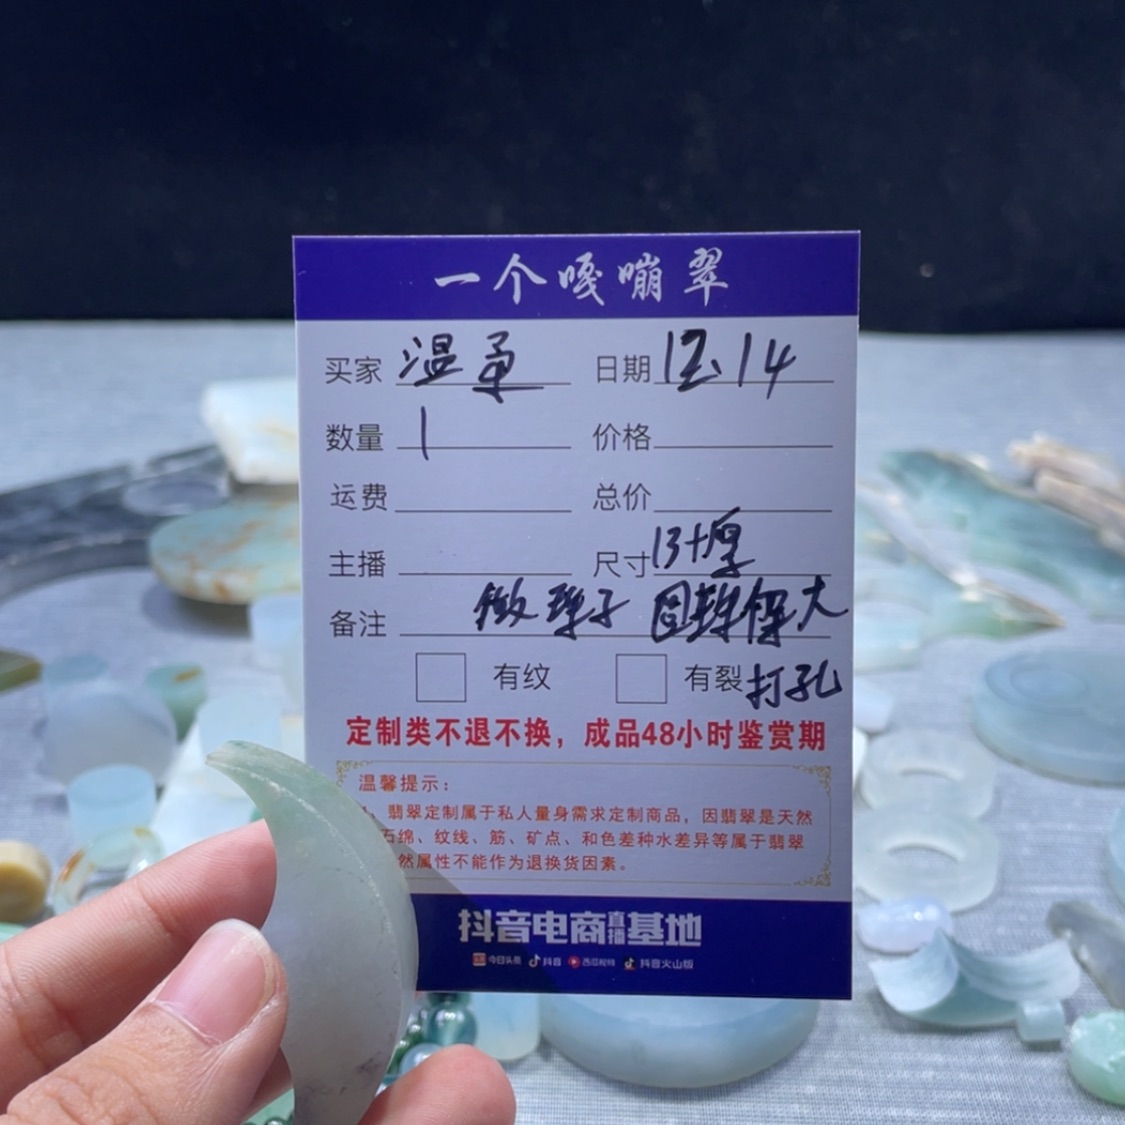 一个嘎嘣翠
买家 温柔 日期 12.14
数量 1 价格
运费 总价
主播 尺寸 13+厚
备注 做珠子 圆珠保大
有纹 有裂 打孔
定制类不退不换，成品48小时鉴赏期
温馨提示：
、翡翠定制属于私人量身需求定制商品，因翡翠是天然
石绵、纹线、筋、矿点、和色差种水差异等属于翡翠
然属性不能作为退换货因素。
抖音电商直播基地
今日头条 抖音 西瓜视频 抖音火山版